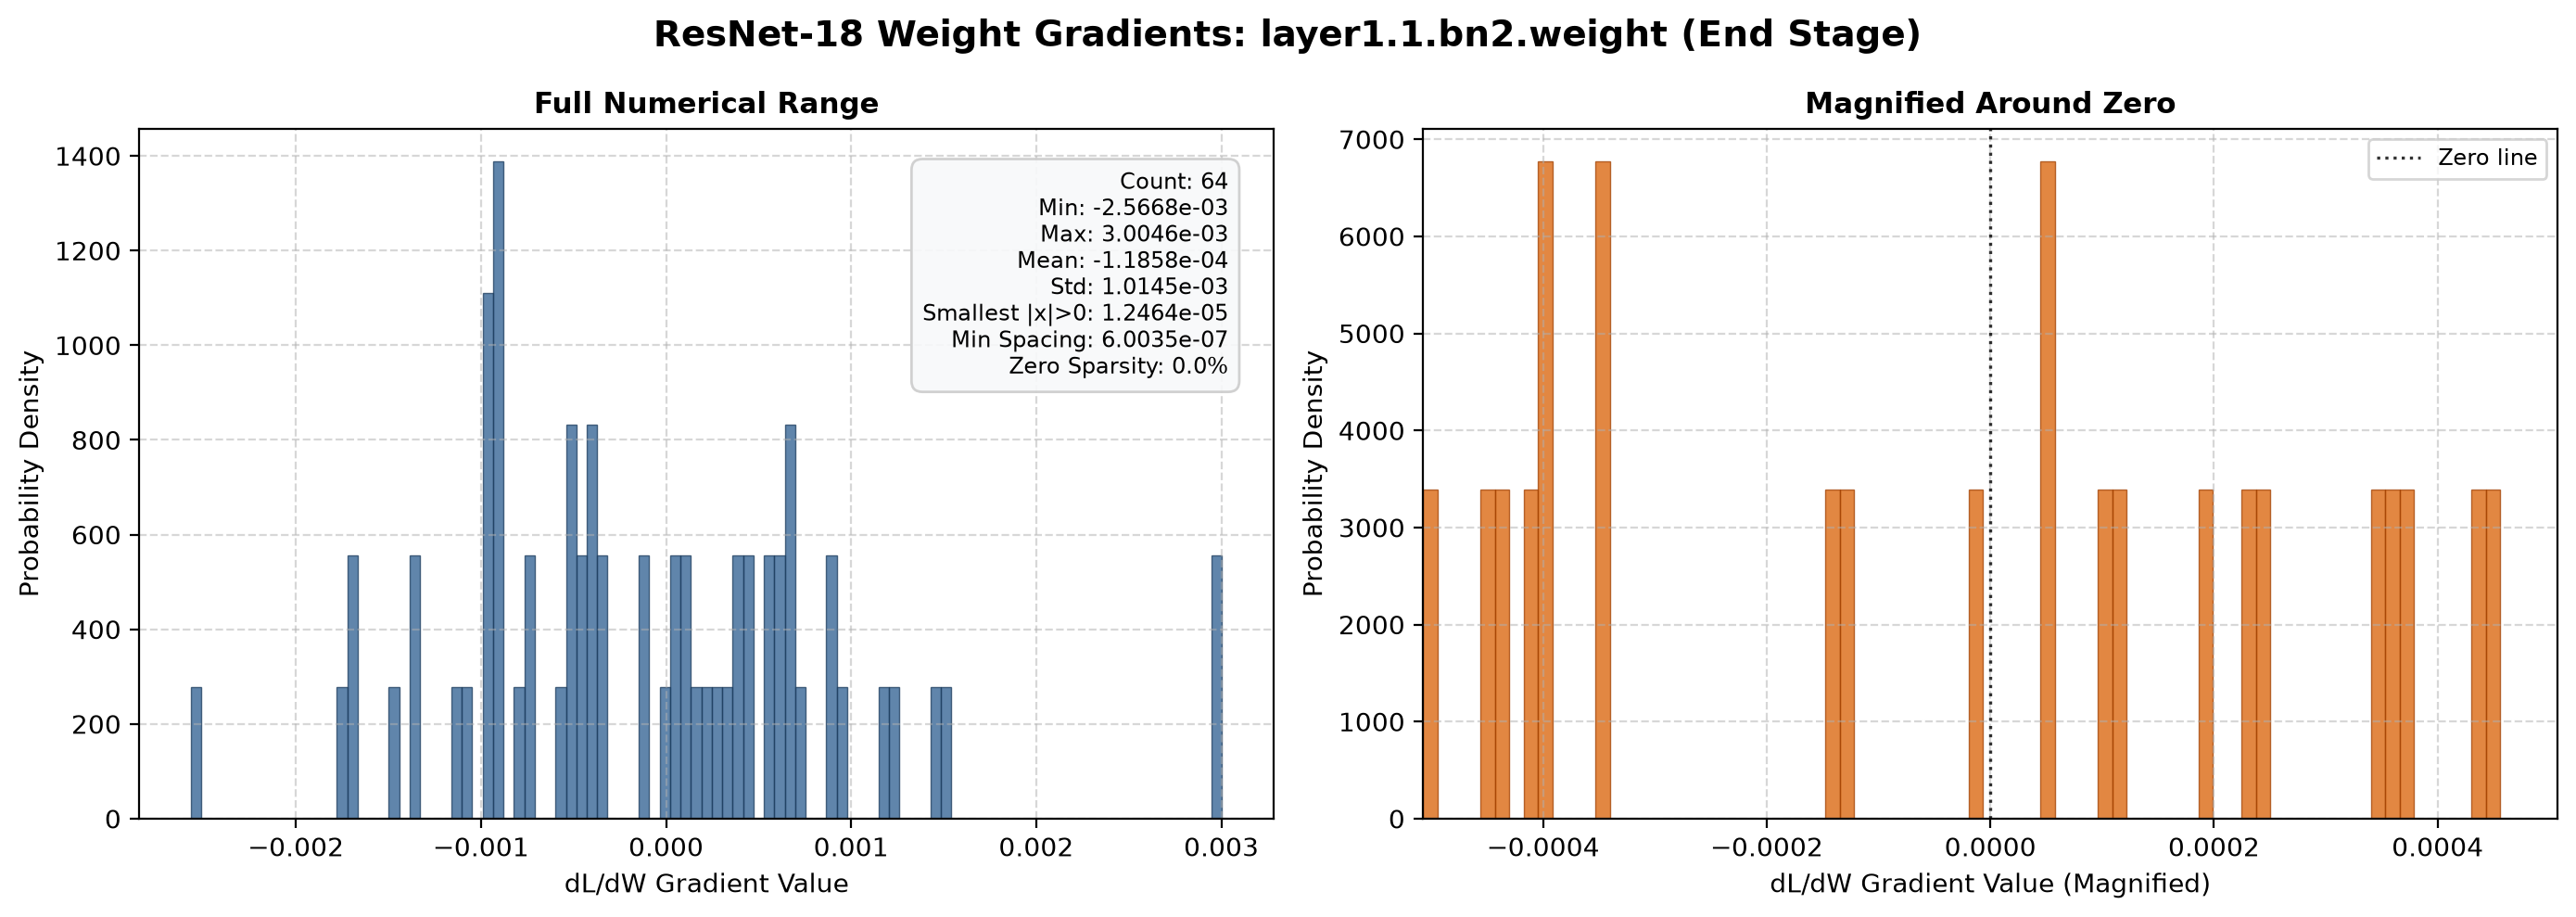 ResNet-18 Weight Gradients: layer1.1.bn2.weight (End Stage)
Full Numerical Range
Probability Density
1400
1200
1000
800
600
400
200
0
Count: 64
Min: -2.5668e-03
Max: 3.0046e-03
Mean: -1.1858e-04
Std: 1.0145e-03
Smallest |x|>0: 1.2464e-05
Min Spacing: 6.0035e-07
Zero Sparsity: 0.0%
−0.002 −0.001 0.000 0.001 0.002 0.003
dL/dW Gradient Value
Magnified Around Zero
Probability Density
7000
6000
5000
4000
3000
2000
1000
0
Zero line
−0.0004 −0.0002 0.0000 0.0002 0.0004
dL/dW Gradient Value (Magnified)